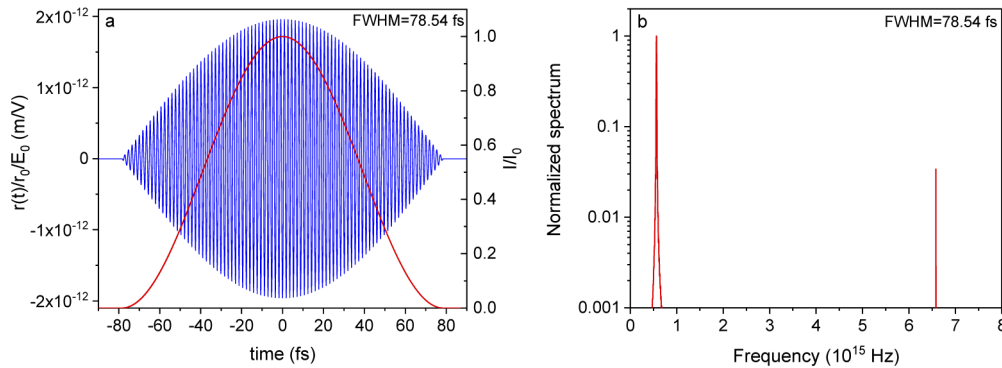 a
FWHM=78.54 fs
2x10⁻¹²
1x10⁻¹²
0
-1x10⁻¹²
-2x10⁻¹²
r(t)/r₀/E₀ (m/V)
1.0
0.8
0.6
0.4
0.2
0.0
I/I₀
-80 -60 -40 -20 0 20 40 60 80
time (fs)
b
FWHM=78.54 fs
1
0.1
0.01
0.001
Normalized spectrum
0 1 2 3 4 5 6 7 8
Frequency (10¹⁵ Hz)